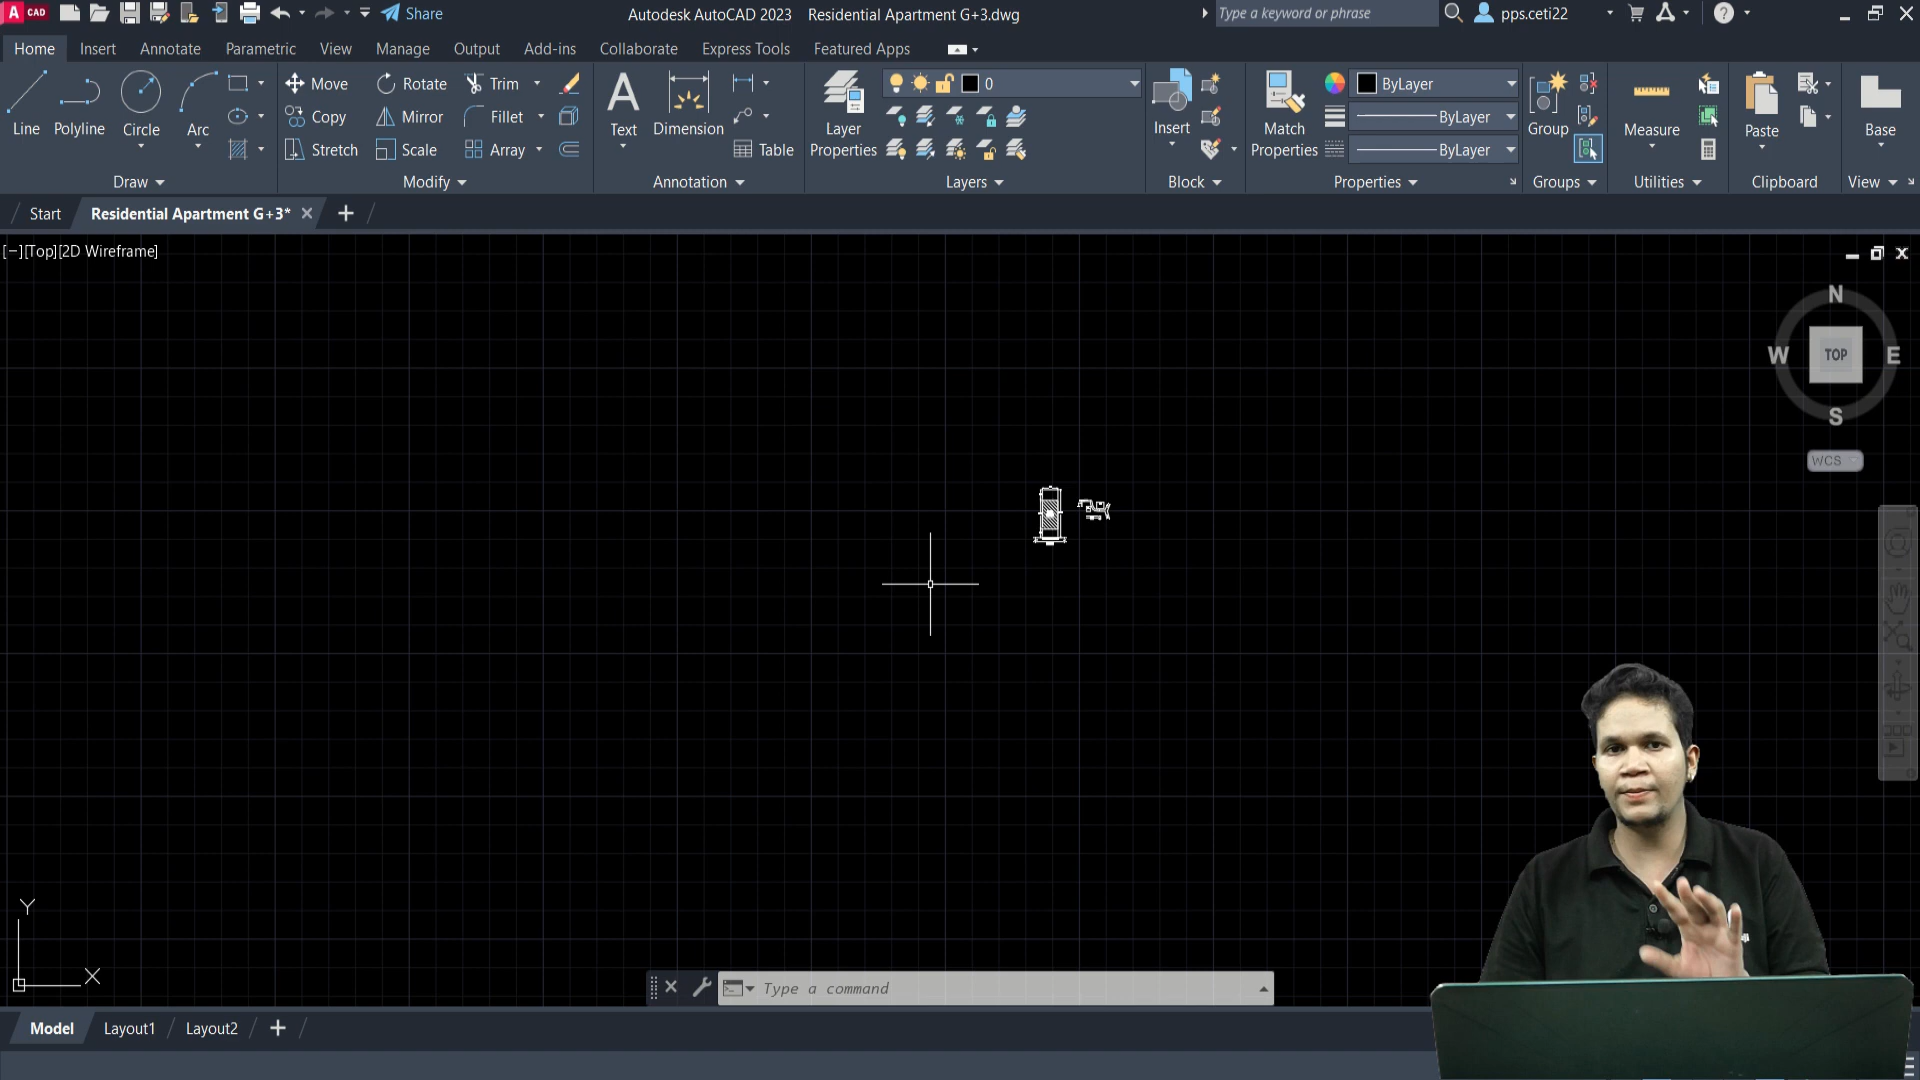 A CAD Share Autodesk AutoCAD 2023 Residential Apartment G+3.dwg Type a keyword or phrase pps.ceti22
Home Insert Annotate Parametric View Manage Output Add-ins Collaborate Express Tools Featured Apps
Line Polyline Circle Arc
Draw
Move Rotate Trim
Copy Mirror Fillet
Stretch Scale Array
Modify
Text Dimension Table
Annotation
Layer Properties 0
Layers
Insert
Block
Match Properties
ByLayer
ByLayer
ByLayer
Properties
Group
Groups
Measure
Utilities
Paste
Clipboard
Base
View
Start Residential Apartment G+3*
[−][Top][2D Wireframe]
N
W TOP E
S
WCS
Y
X
Type a command
Model Layout1 Layout2